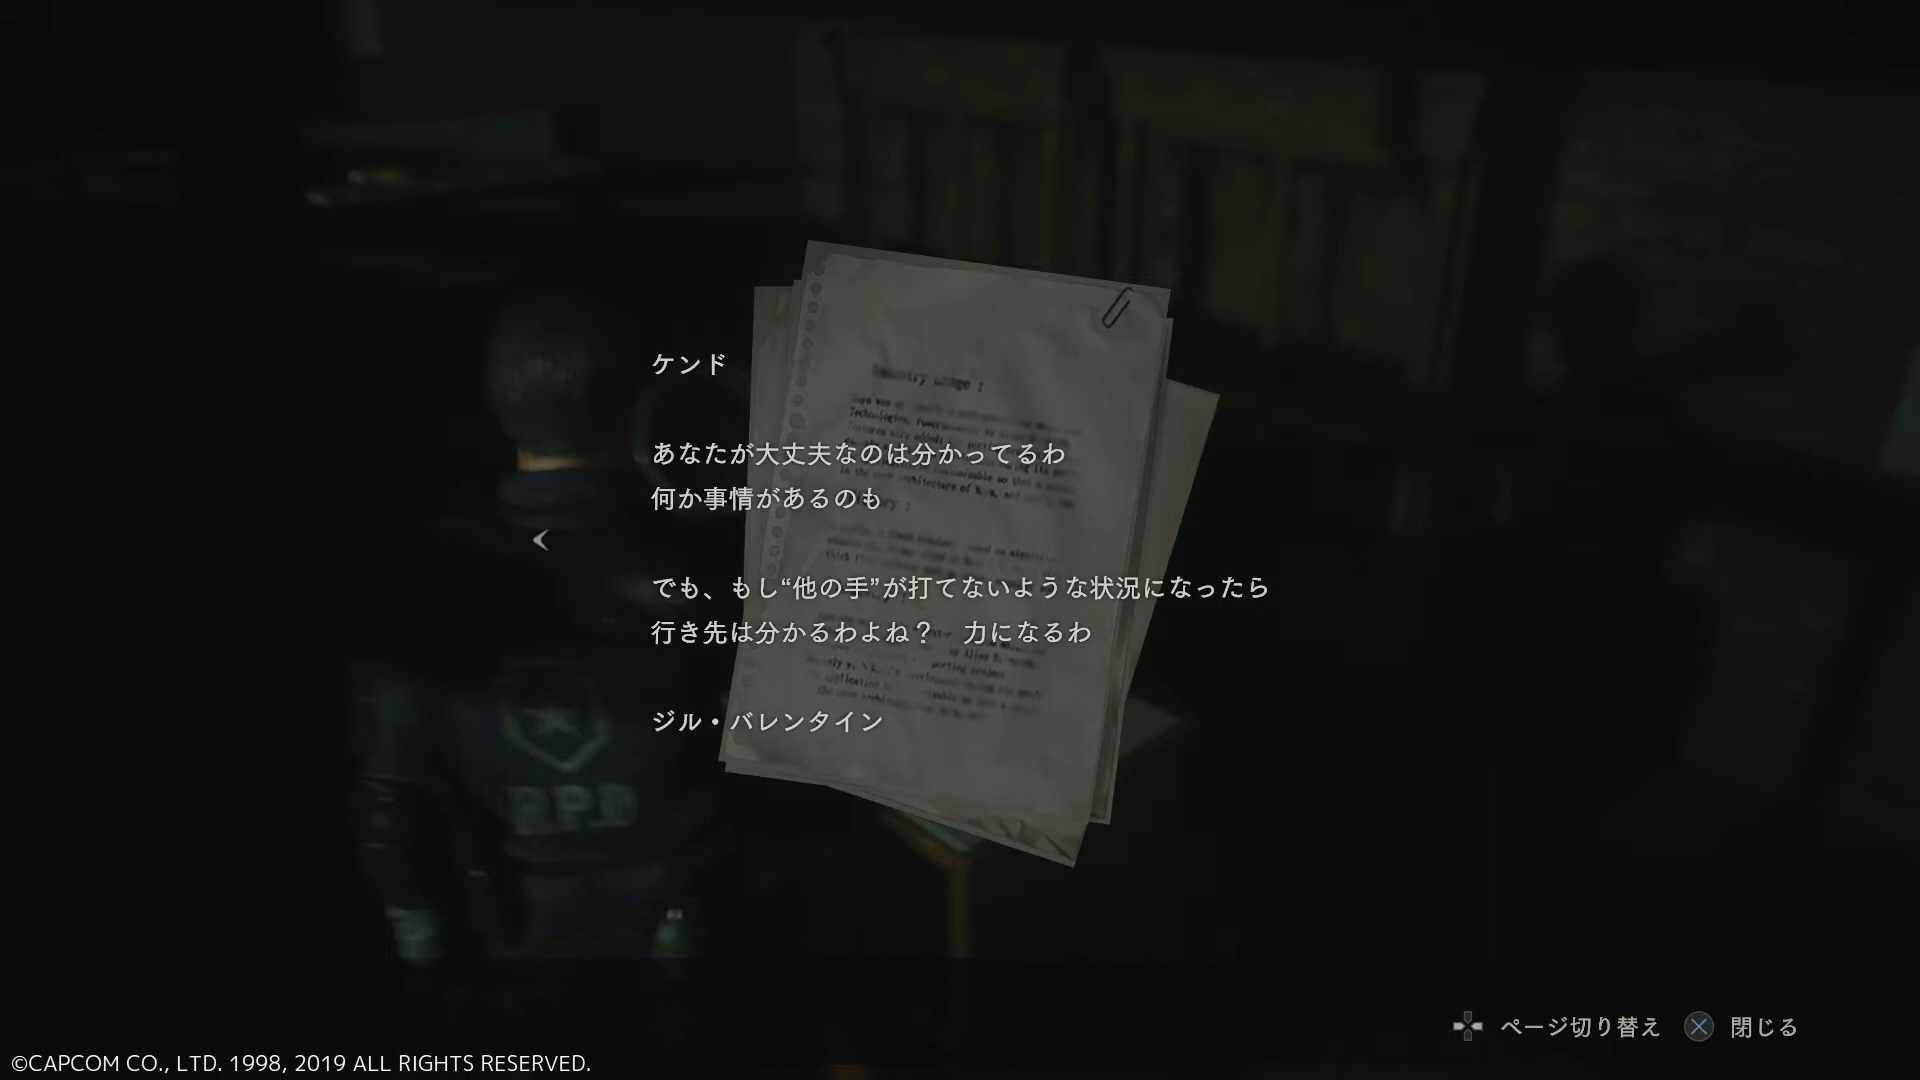 ケンド
あなたが大丈夫なのは分かってるわ
何か事情があるのも
でも、もし“他の手”が打てないような状況になったら
行き先は分かるわよね？　力になるわ
ジル・バレンタイン
RPD
ページ切り替え
閉じる
©CAPCOM CO., LTD. 1998, 2019 ALL RIGHTS RESERVED.